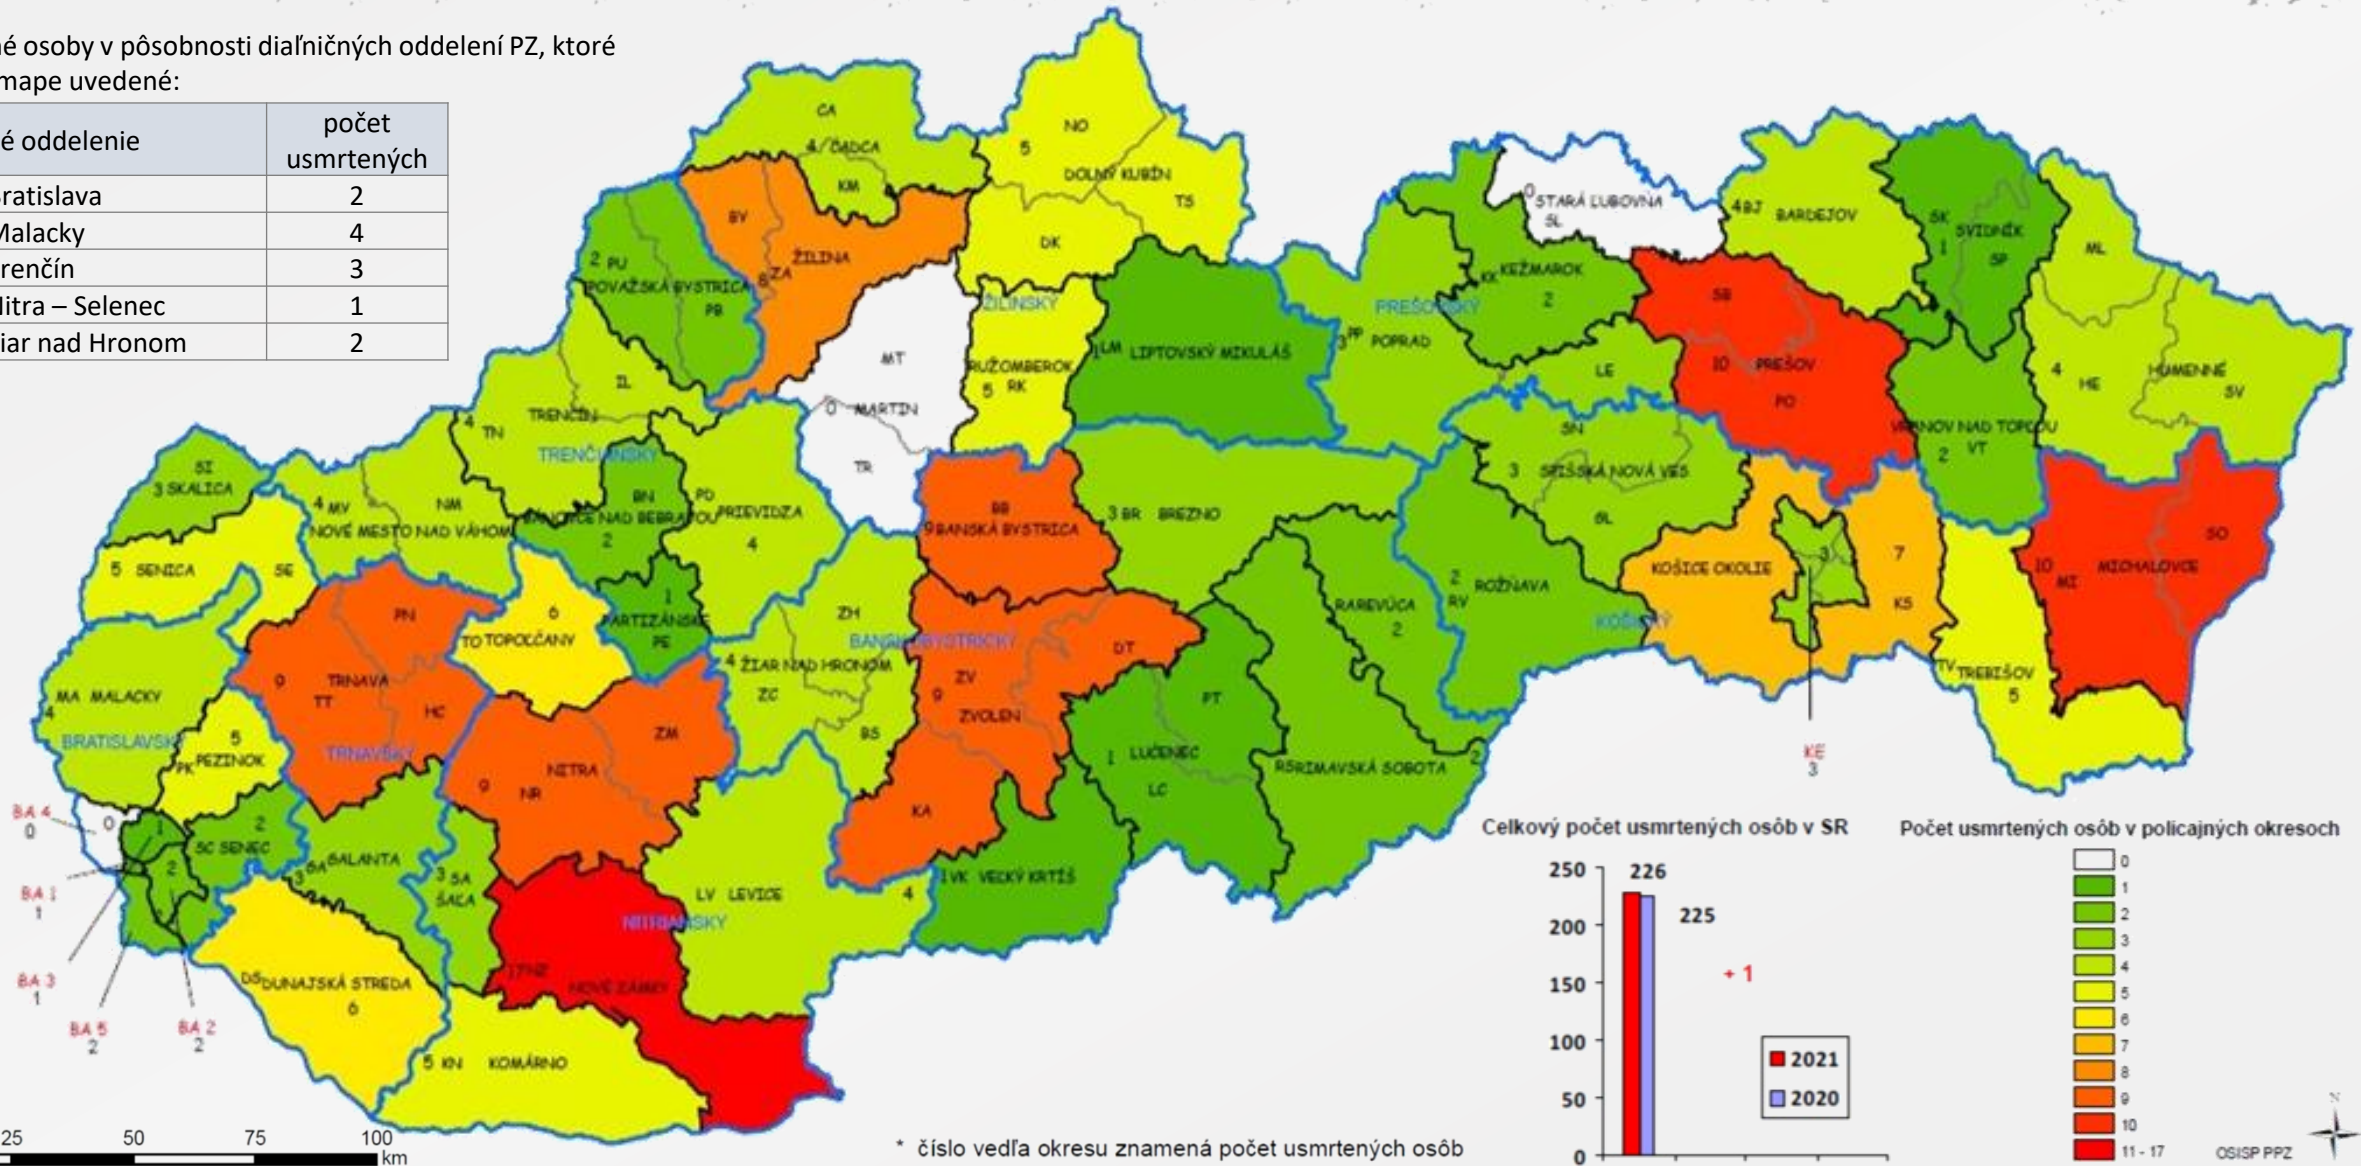 é osoby v pôsobnosti diaľničných oddelení PZ, ktoré
mape uvedené:
é oddelenie
počet
usmrtených
Bratislava
2
Malacky
4
renčín
3
Nitra – Selenec
1
iar nad Hronom
2
CA
4 ČADCA
KM
NO
5
DOLNÝ KUBÍN
TS
DK
BV
8 ZA
ŽILINA
2 PU
POVAŽSKÁ BYSTRICA
PB
MT
0 MARTIN
TR
ŽILINSKÝ
RUŽOMBEROK
5 RK
1 LM LIPTOVSKÝ MIKULÁŠ
PREŠOVSKÝ
3 PP POPRAD
KK KEŽMAROK
2
0 STARÁ ĽUBOVŇA
SL
4 BJ BARDEJOV
SK
1
SVIDNÍK
SP
ML
4
HE
HUMENNÉ
SV
SB
10 PREŠOV
PO
LE
VRANOV NAD TOPĽOU
2 VT
IL
TRENČÍN
4 TN
TRENČIANSKY
SI
3 SKALICA
4 MV
NM
NOVÉ MESTO NAD VÁHOM
BN
BÁNOVCE NAD BEBRAVOU
2
PD
PRIEVIDZA
4
BB
9 BANSKÁ BYSTRICA
3 BR BREZNO
SN
3 SPIŠSKÁ NOVÁ VES
GL
5 SENICA
SE
PN
9 TRNAVA
TT
HC
TRNAVSKÝ
6
TO TOPOĽČANY
1
PARTIZÁNSKE
PE
ZH
BANSKOBYSTRICKÝ
4 ŽIAR NAD HRONOM
ZC
BS
DT
ZV
9
ZVOLEN
KA
RA REVÚCA
2
2
RV
ROŽŇAVA
KOŠICKÝ
KOŠICE OKOLIE
3
7
KS
KE
3
10
MI
MICHALOVCE
SO
TV TREBIŠOV
5
MA MALACKY
4
BRATISLAVSKÝ
5
PEZINOK
PK
ZM
NITRA
9
NR
PT
1 LUČENEC
LC
RS RIMAVSKÁ SOBOTA
2
BA 4
0
0
1
2
SC SENEC
2
GA GALANTA
3
3 SA
ŠAĽA
LV LEVICE
4
1 VK VEĽKÝ KRTÍŠ
NITRIANSKY
BA 1
1
BA 3
1
BA 5
2
BA 2
2
DS DUNAJSKÁ STREDA
6
17 NZ
NOVÉ ZÁMKY
5 KN KOMÁRNO
Celkový počet usmrtených osôb v SR
250
200
150
100
50
0
226
225
+ 1
2021
2020
Počet usmrtených osôb v policajných okresoch
0
1
2
3
4
5
6
7
8
9
10
11 - 17
N
OSISP PPZ
25 50 75 100
km
* číslo vedľa okresu znamená počet usmrtených osôb